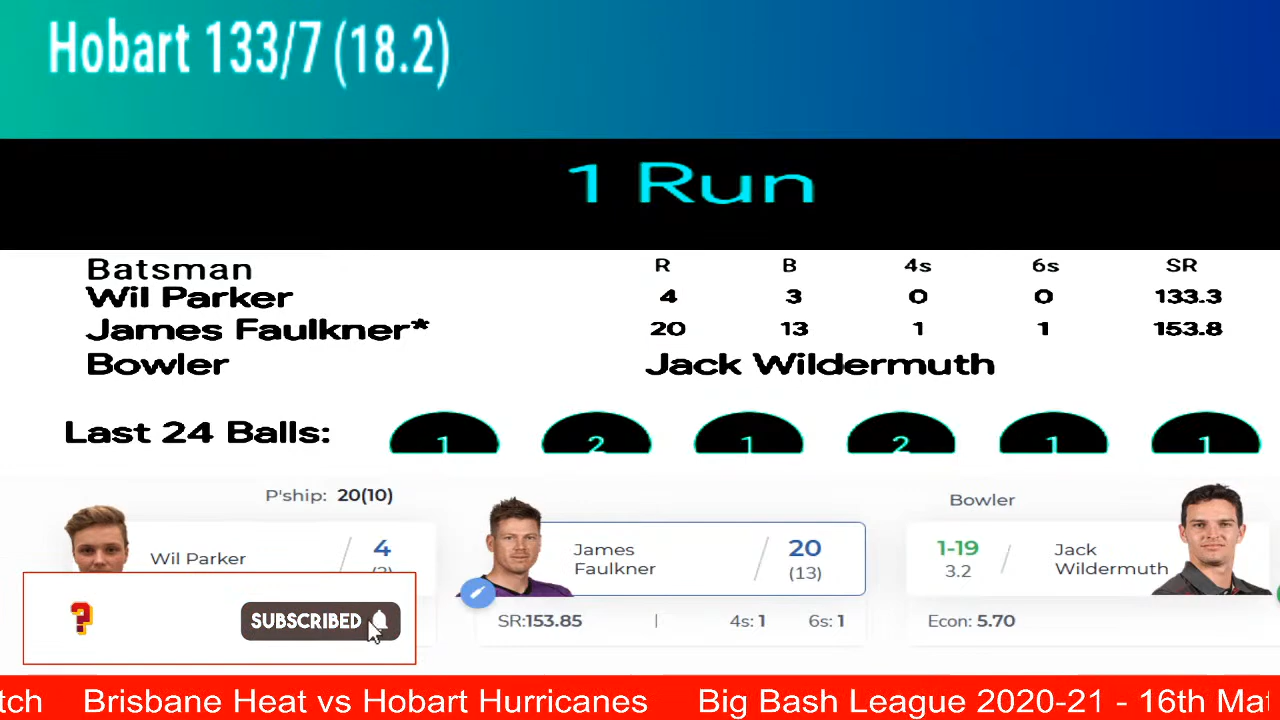 Hobart 133/7 (18.2)
1 Run
Batsman R B 4s 6s SR
Wil Parker 4 3 0 0 133.3
James Faulkner* 20 13 1 1 153.8
Bowler Jack Wildermuth
Last 24 Balls: 1 2 1 2 1 1
P'ship: 20(10)
Wil Parker 4
James
Faulkner
20
(13)
SR:153.85 | 4s: 1 6s: 1
Bowler
1-19
3.2
Jack
Wildermuth
Econ: 5.70
?
SUBSCRIBED
tch Brisbane Heat vs Hobart Hurricanes Big Bash League 2020-21 - 16th Mat